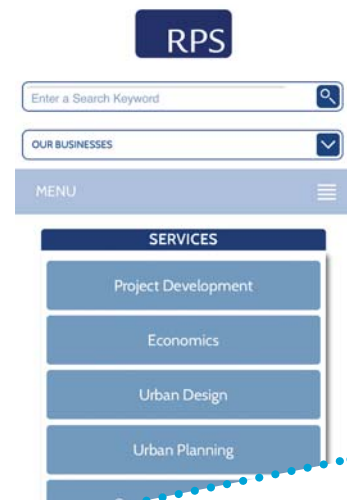 RPS
Enter a Search Keyword
OUR BUSINESSES
MENU
SERVICES
Project Development
Economics
Urban Design
Urban Planning